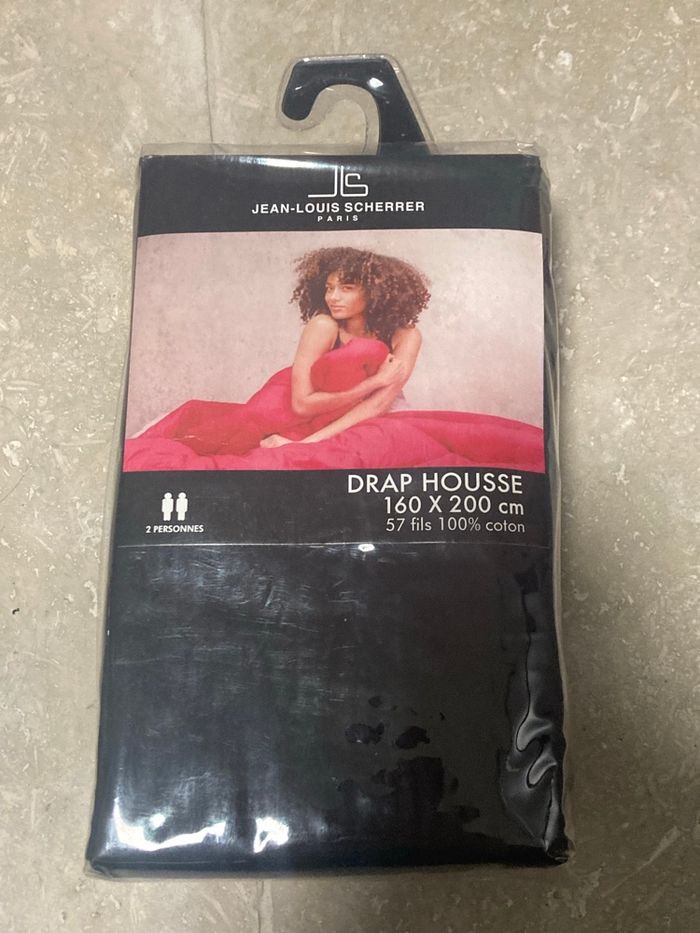 JLS
JEAN-LOUIS SCHERRER
PARIS
DRAP HOUSSE
160 X 200 cm
57 fils 100% coton
2 PERSONNES